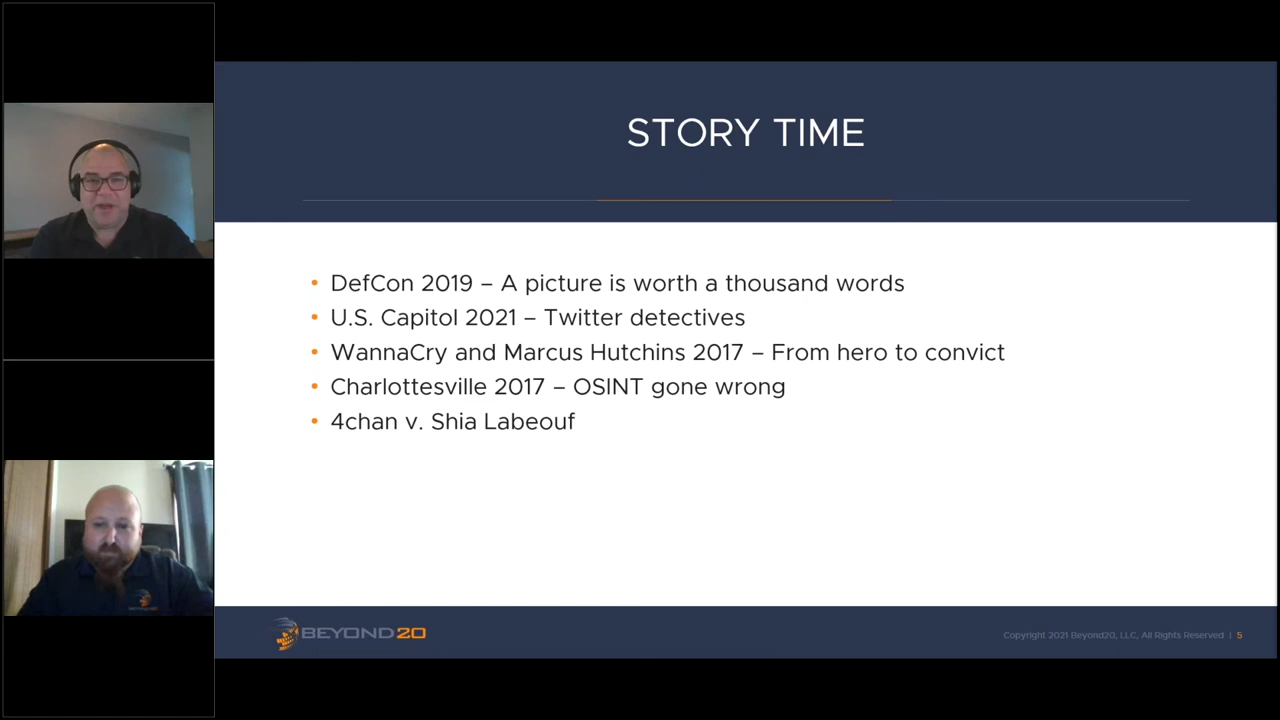 STORY TIME
• DefCon 2019 – A picture is worth a thousand words
• U.S. Capitol 2021 – Twitter detectives
• WannaCry and Marcus Hutchins 2017 – From hero to convict
• Charlottesville 2017 – OSINT gone wrong
• 4chan v. Shia Labeouf
BEYOND20
Copyright 2021 Beyond20, LLC, All Rights Reserved | 5